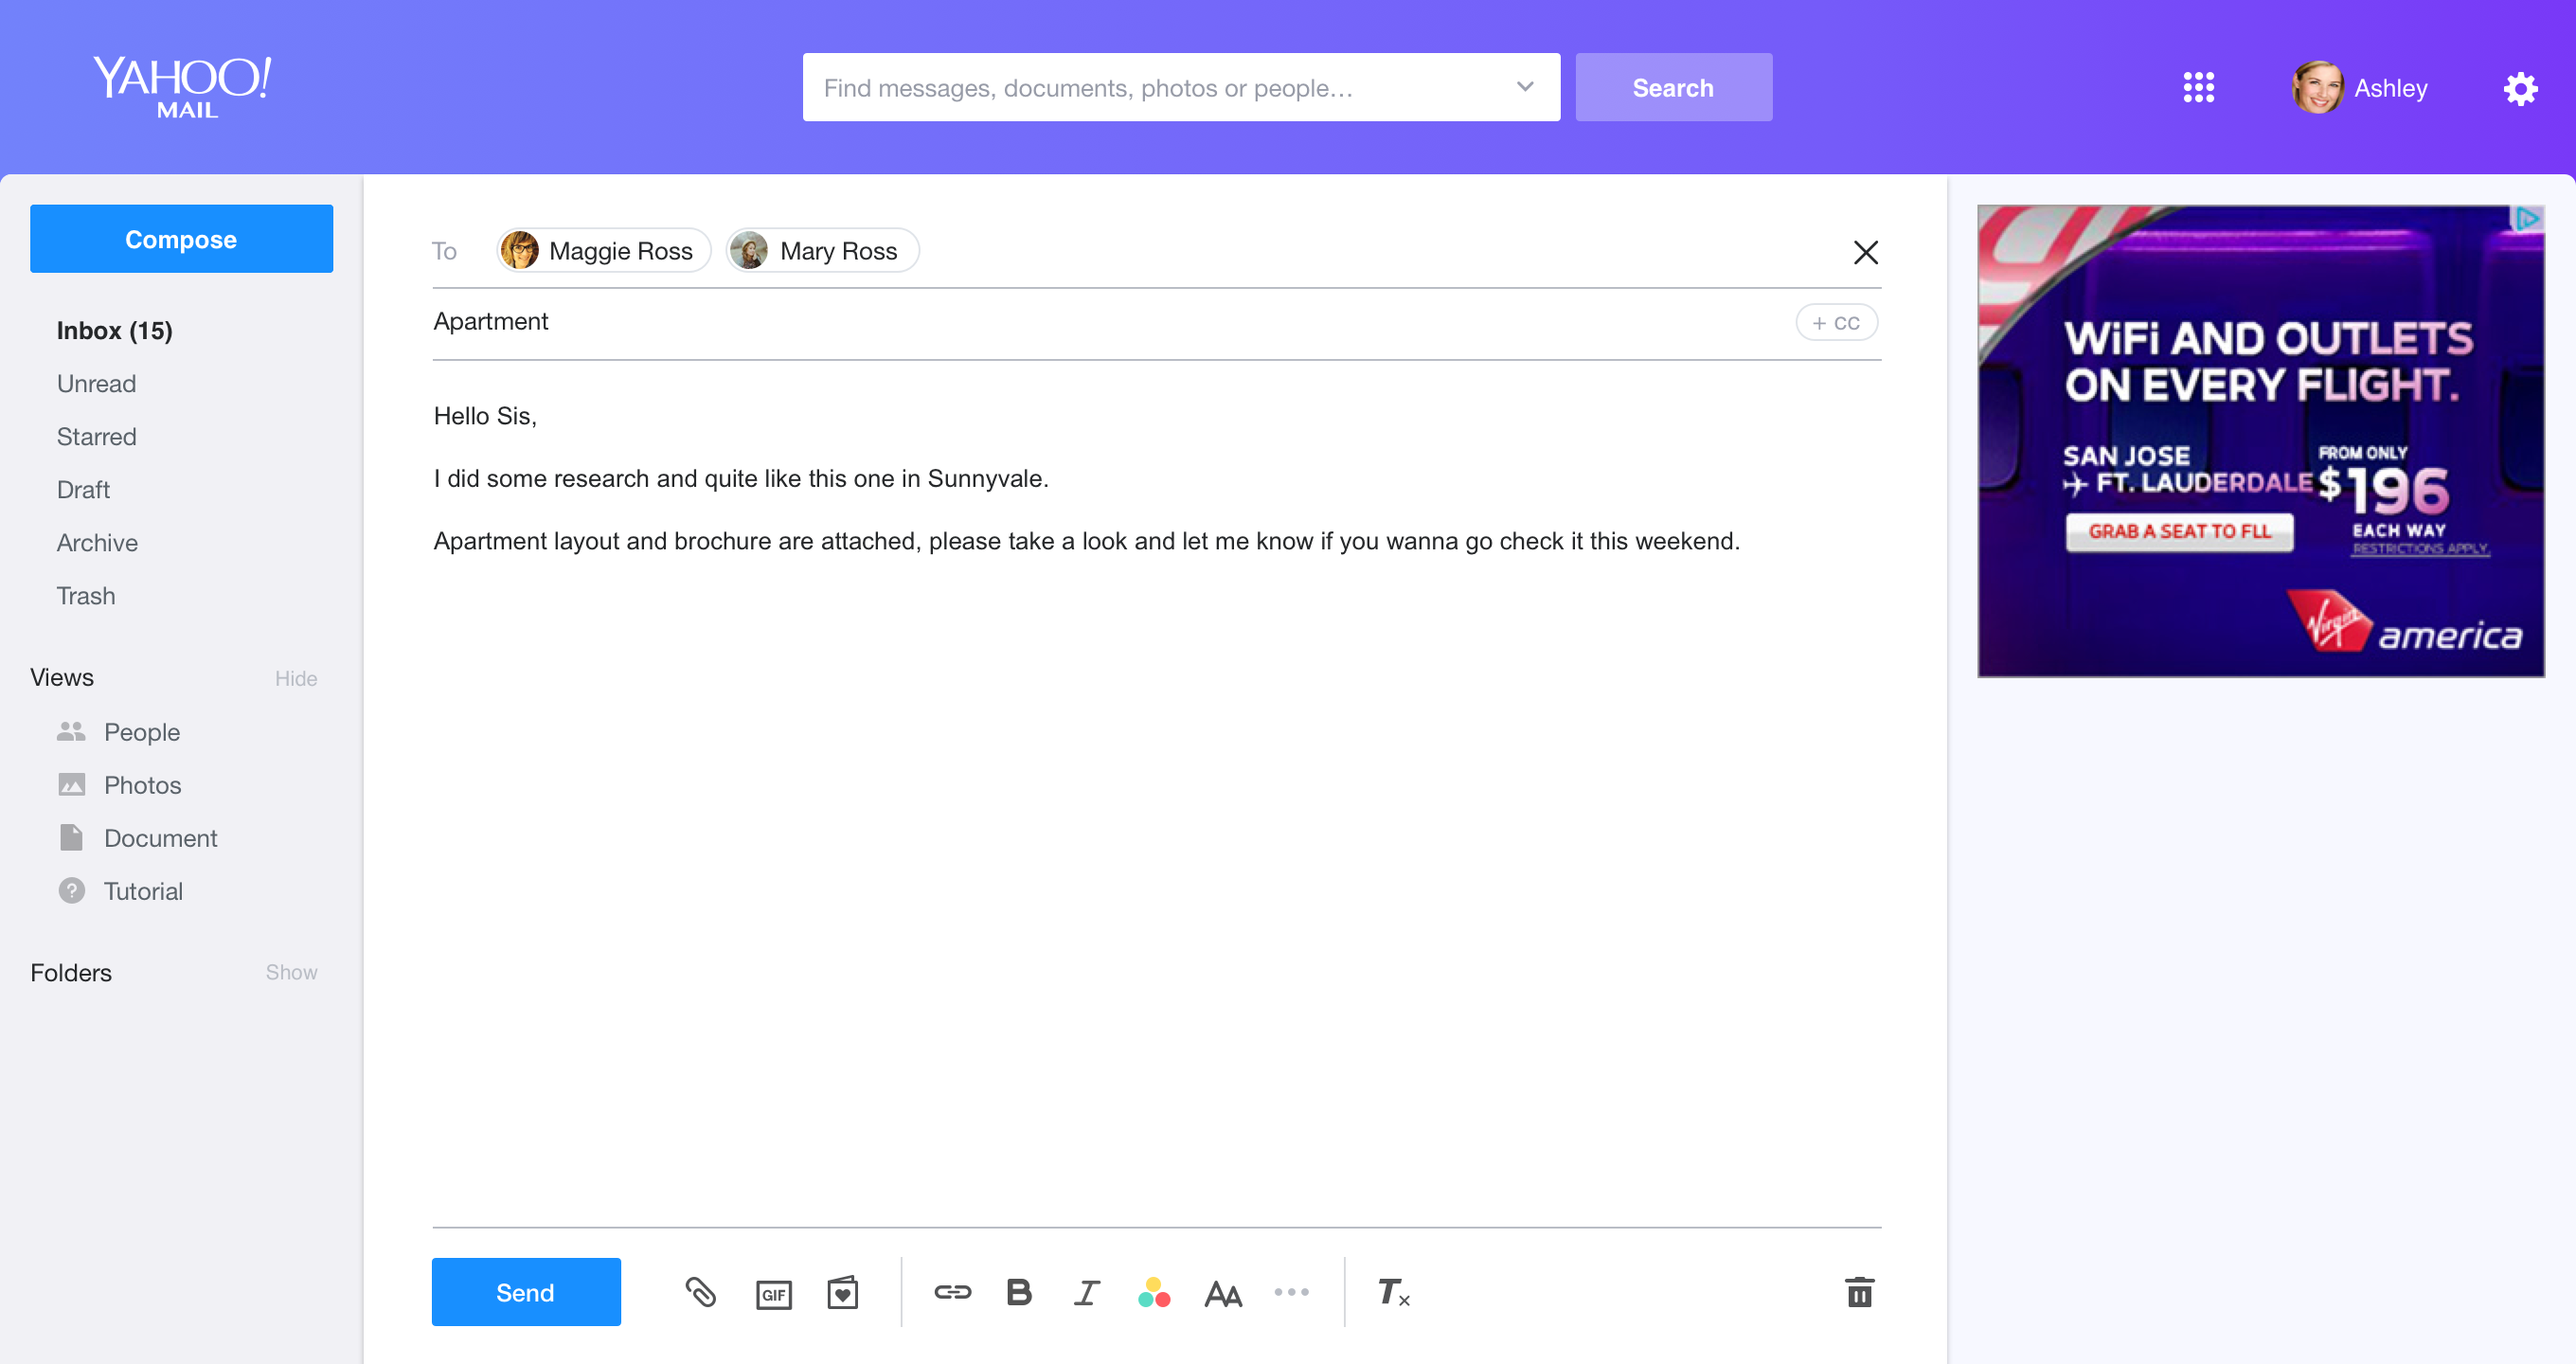 YAHOO!
MAIL
Find messages, documents, photos or people…
Search
Ashley
Compose
Inbox (15)
Unread
Starred
Draft
Archive
Trash
Views
Hide
People
Photos
Document
Tutorial
Folders
Show
To
Maggie Ross
Mary Ross
Apartment
+ CC
Hello Sis,
I did some research and quite like this one in Sunnyvale.
Apartment layout and brochure are attached, please take a look and let me know if you wanna go check it this weekend.
Send
GIF
B
I
AA
Tx
WiFi AND OUTLETS
ON EVERY FLIGHT.
SAN JOSE
FT. LAUDERDALE
FROM ONLY
$196
EACH WAY
RESTRICTIONS APPLY.
GRAB A SEAT TO FLL
Virgin america